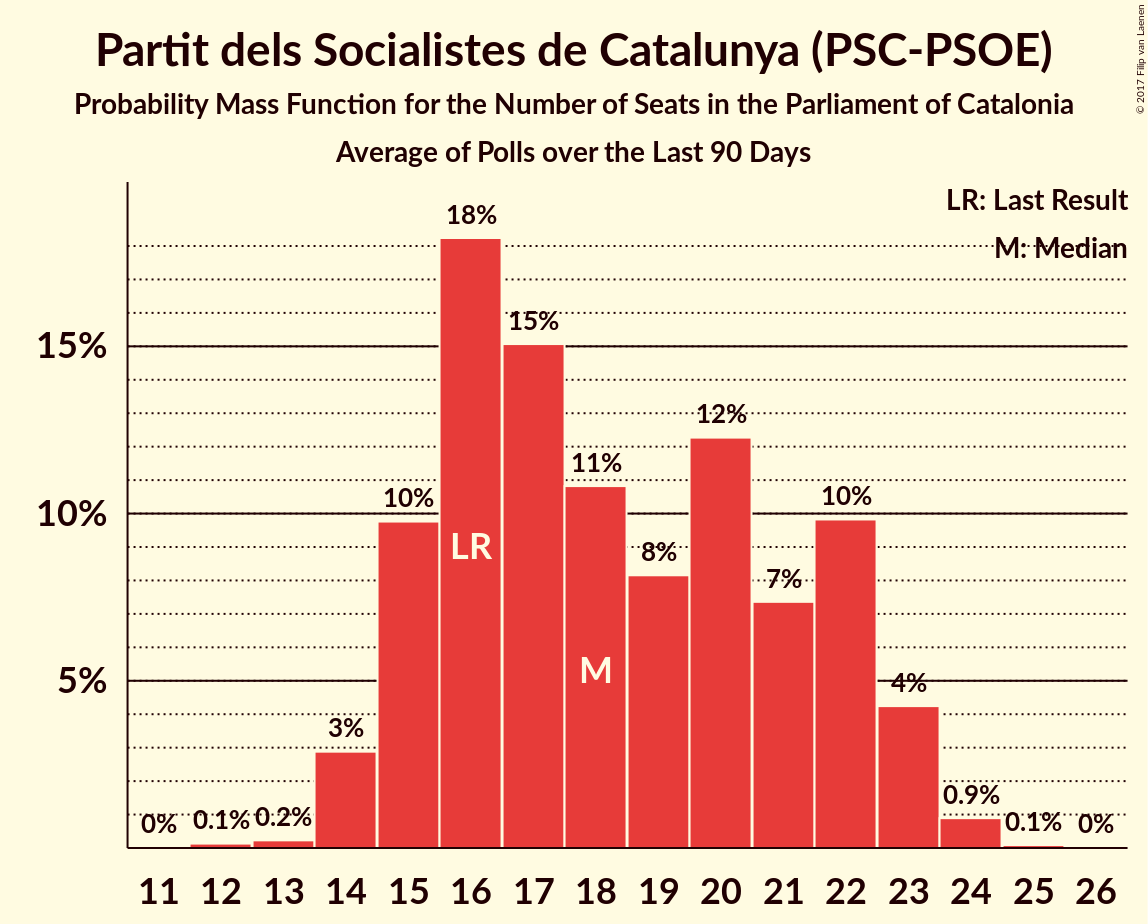 Partit dels Socialistes de Catalunya (PSC-PSOE)
Probability Mass Function for the Number of Seats in the Parliament of Catalonia
Average of Polls over the Last 90 Days
© 2017 Filip van Laenen
LR: Last Result
M: Median
18%
15%
15%
12%
11%
10%
10%
10%
8%
7%
5%
4%
3%
0.9%
0%
0.1%
0.2%
0.1%
0%
LR
M
11 12 13 14 15 16 17 18 19 20 21 22 23 24 25 26